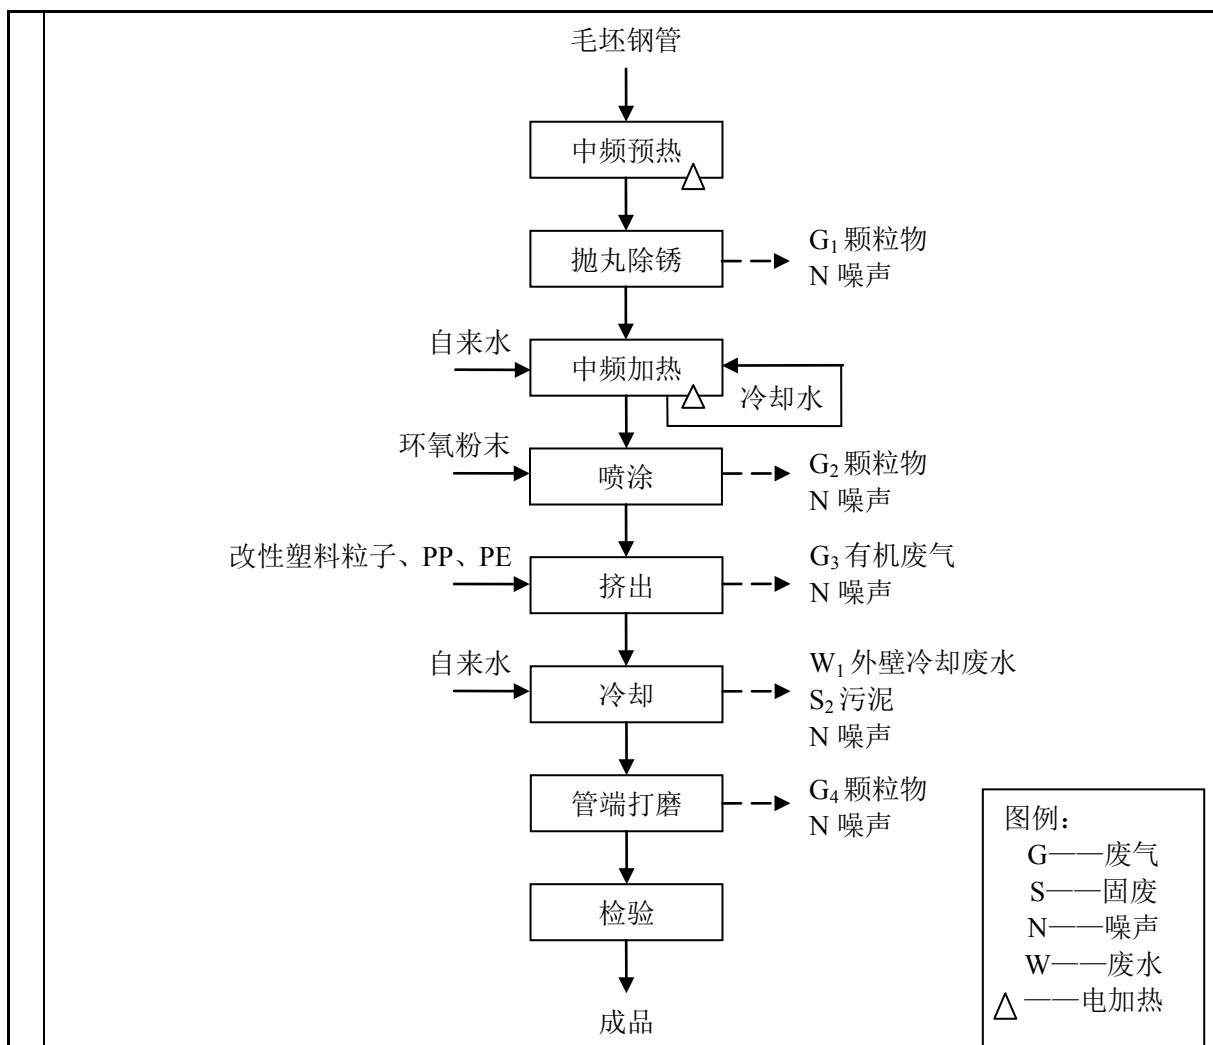 毛坯钢管
中频预热
抛丸除锈
G₁ 颗粒物
N 噪声
自来水
中频加热
冷却水
环氧粉末
喷涂
G₂ 颗粒物
N 噪声
改性塑料粒子、PP、PE
挤出
G₃ 有机废气
N 噪声
自来水
冷却
W₁ 外壁冷却废水
S₂ 污泥
N 噪声
管端打磨
G₄ 颗粒物
N 噪声
检验
成品
图例：
G——废气
S——固废
N——噪声
W——废水
△——电加热